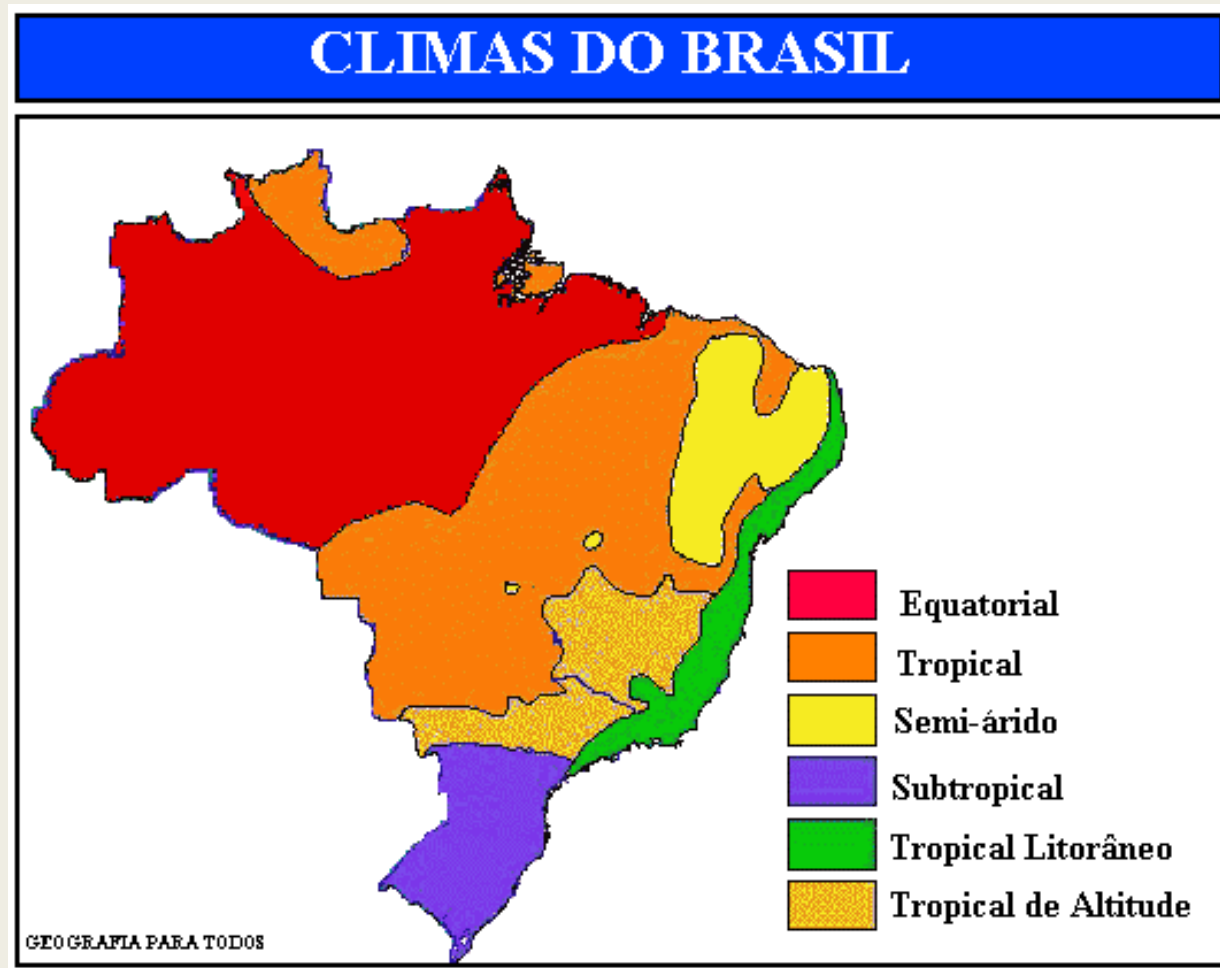 CLIMAS DO BRASIL
Equatorial
Tropical
Semi-árido
Subtropical
Tropical Litorâneo
Tropical de Altitude
GEOGRAFIA PARA TODOS